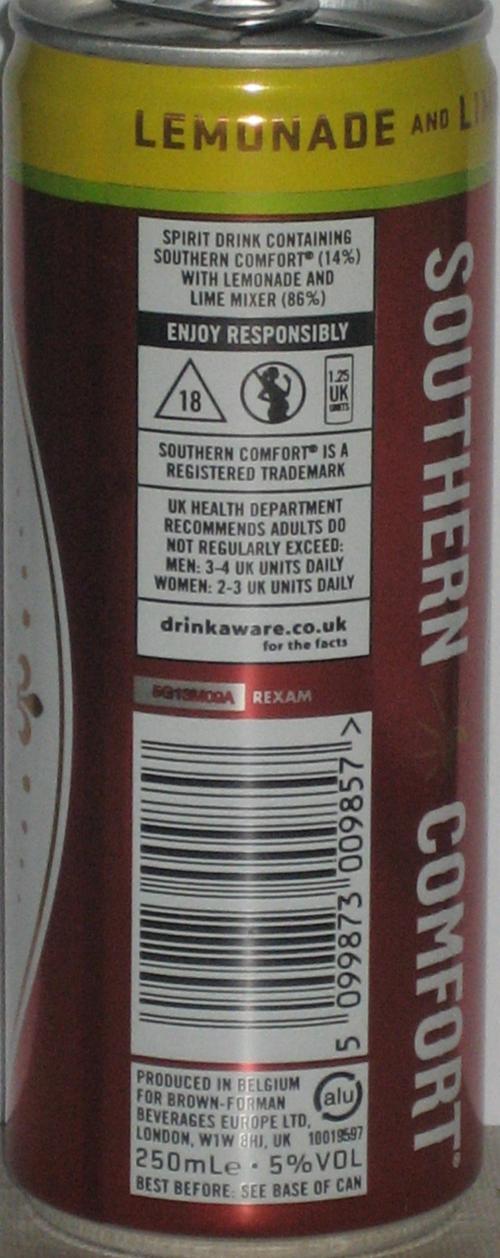 LEMONADE AND LIM
SPIRIT DRINK CONTAINING
SOUTHERN COMFORT® (14%)
WITH LEMONADE AND
LIME MIXER (86%)
ENJOY RESPONSIBLY
18
1.25
UK
UNITS
SOUTHERN COMFORT® IS A
REGISTERED TRADEMARK
UK HEALTH DEPARTMENT
RECOMMENDS ADULTS DO
NOT REGULARLY EXCEED:
MEN: 3-4 UK UNITS DAILY
WOMEN: 2-3 UK UNITS DAILY
drinkaware.co.uk
for the facts
REXAM
5 099873 009857 >
PRODUCED IN BELGIUM
FOR BROWN-FORMAN
BEVERAGES EUROPE LTD,
LONDON, W1W 8HJ, UK 10019597
alu
250mLe · 5%VOL
BEST BEFORE: SEE BASE OF CAN
SOUTHERN COMFORT®